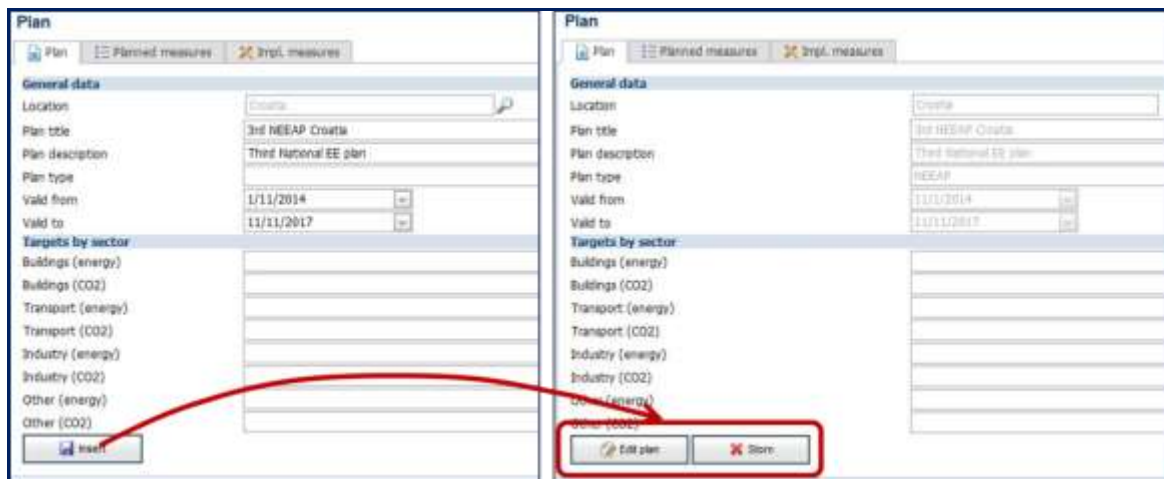 Plan
Plan Planned measures Impl. measures
General data
Location Croatia
Plan title 3rd NEEAP Croatia
Plan description Third National EE plan
Plan type
Valid from 1/11/2014
Valid to 11/11/2017
Targets by sector
Buildings (energy)
Buildings (CO2)
Transport (energy)
Transport (CO2)
Industry (energy)
Industry (CO2)
Other (energy)
Other (CO2)
Insert
Plan
Plan Planned measures Impl. measures
General data
Location Croatia
Plan title 3rd NEEAP Croatia
Plan description Third National EE plan
Plan type NEEAP
Valid from 11/1/2014
Valid to 11/11/2017
Targets by sector
Buildings (energy)
Buildings (CO2)
Transport (energy)
Transport (CO2)
Industry (energy)
Industry (CO2)
Other (energy)
Other (CO2)
Edit plan Storn